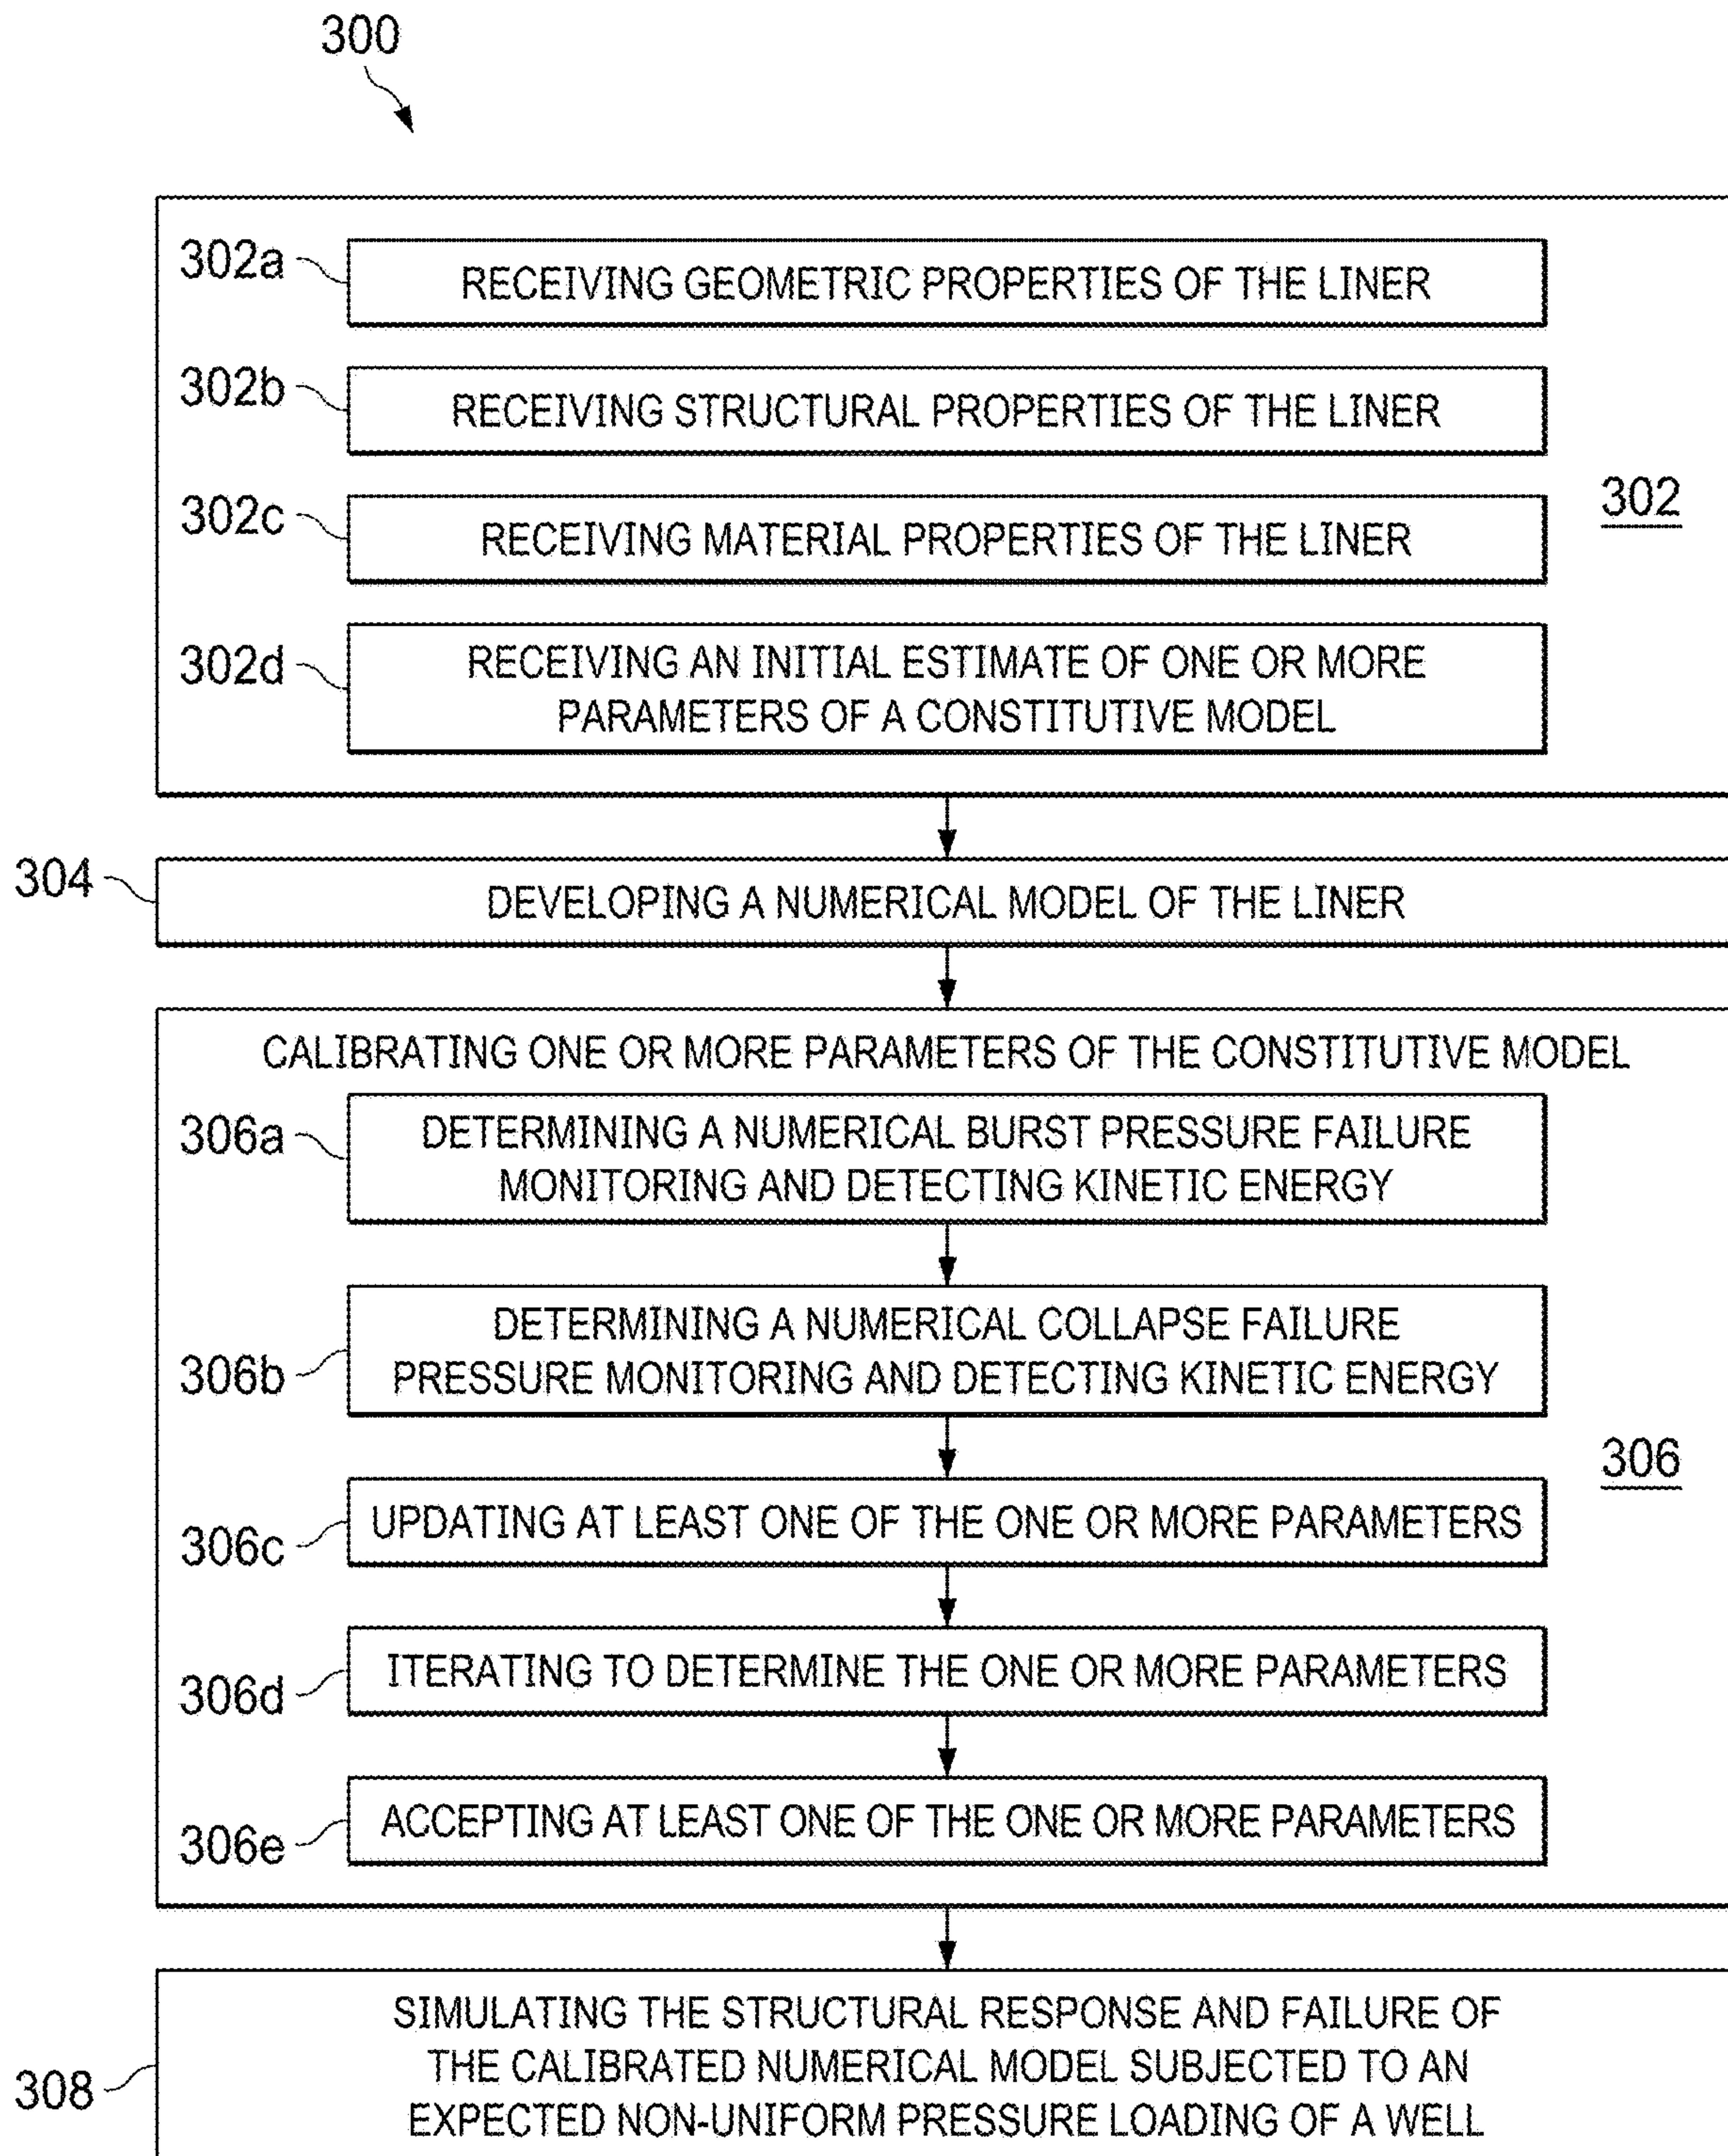 300
302a
RECEIVING GEOMETRIC PROPERTIES OF THE LINER
302b
RECEIVING STRUCTURAL PROPERTIES OF THE LINER
302
302c
RECEIVING MATERIAL PROPERTIES OF THE LINER
302d
RECEIVING AN INITIAL ESTIMATE OF ONE OR MORE
PARAMETERS OF A CONSTITUTIVE MODEL
304
DEVELOPING A NUMERICAL MODEL OF THE LINER
CALIBRATING ONE OR MORE PARAMETERS OF THE CONSTITUTIVE MODEL
306a
DETERMINING A NUMERICAL BURST PRESSURE FAILURE
MONITORING AND DETECTING KINETIC ENERGY
306b
DETERMINING A NUMERICAL COLLAPSE FAILURE
PRESSURE MONITORING AND DETECTING KINETIC ENERGY
306
306c
UPDATING AT LEAST ONE OF THE ONE OR MORE PARAMETERS
306d
ITERATING TO DETERMINE THE ONE OR MORE PARAMETERS
306e
ACCEPTING AT LEAST ONE OF THE ONE OR MORE PARAMETERS
308
SIMULATING THE STRUCTURAL RESPONSE AND FAILURE OF
THE CALIBRATED NUMERICAL MODEL SUBJECTED TO AN
EXPECTED NON-UNIFORM PRESSURE LOADING OF A WELL